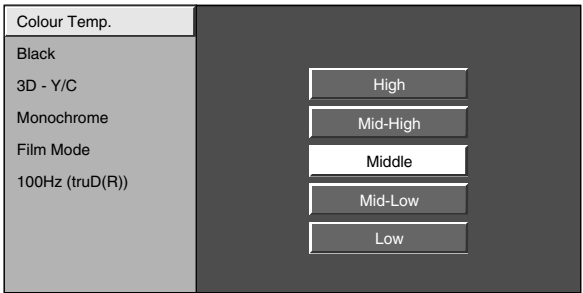 Colour Temp.
Black
3D - Y/C
Monochrome
Film Mode
100Hz (truD(R))
High
Mid-High
Middle
Mid-Low
Low